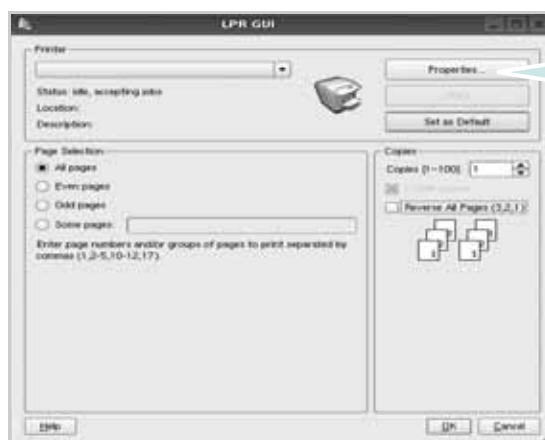 LPR GUI
Printer
Properties...
Status: idle, accepting jobs
Location:
Description:
Set as Default
Page Selection
All pages
Even pages
Odd pages
Some pages:
Enter page numbers and/or groups of pages to print separated by
commas (1,2-5,10-12,17).
Copies
Copies [1~100]: 1
Reverse All Pages (3,2,1)
Help
OK
Cancel